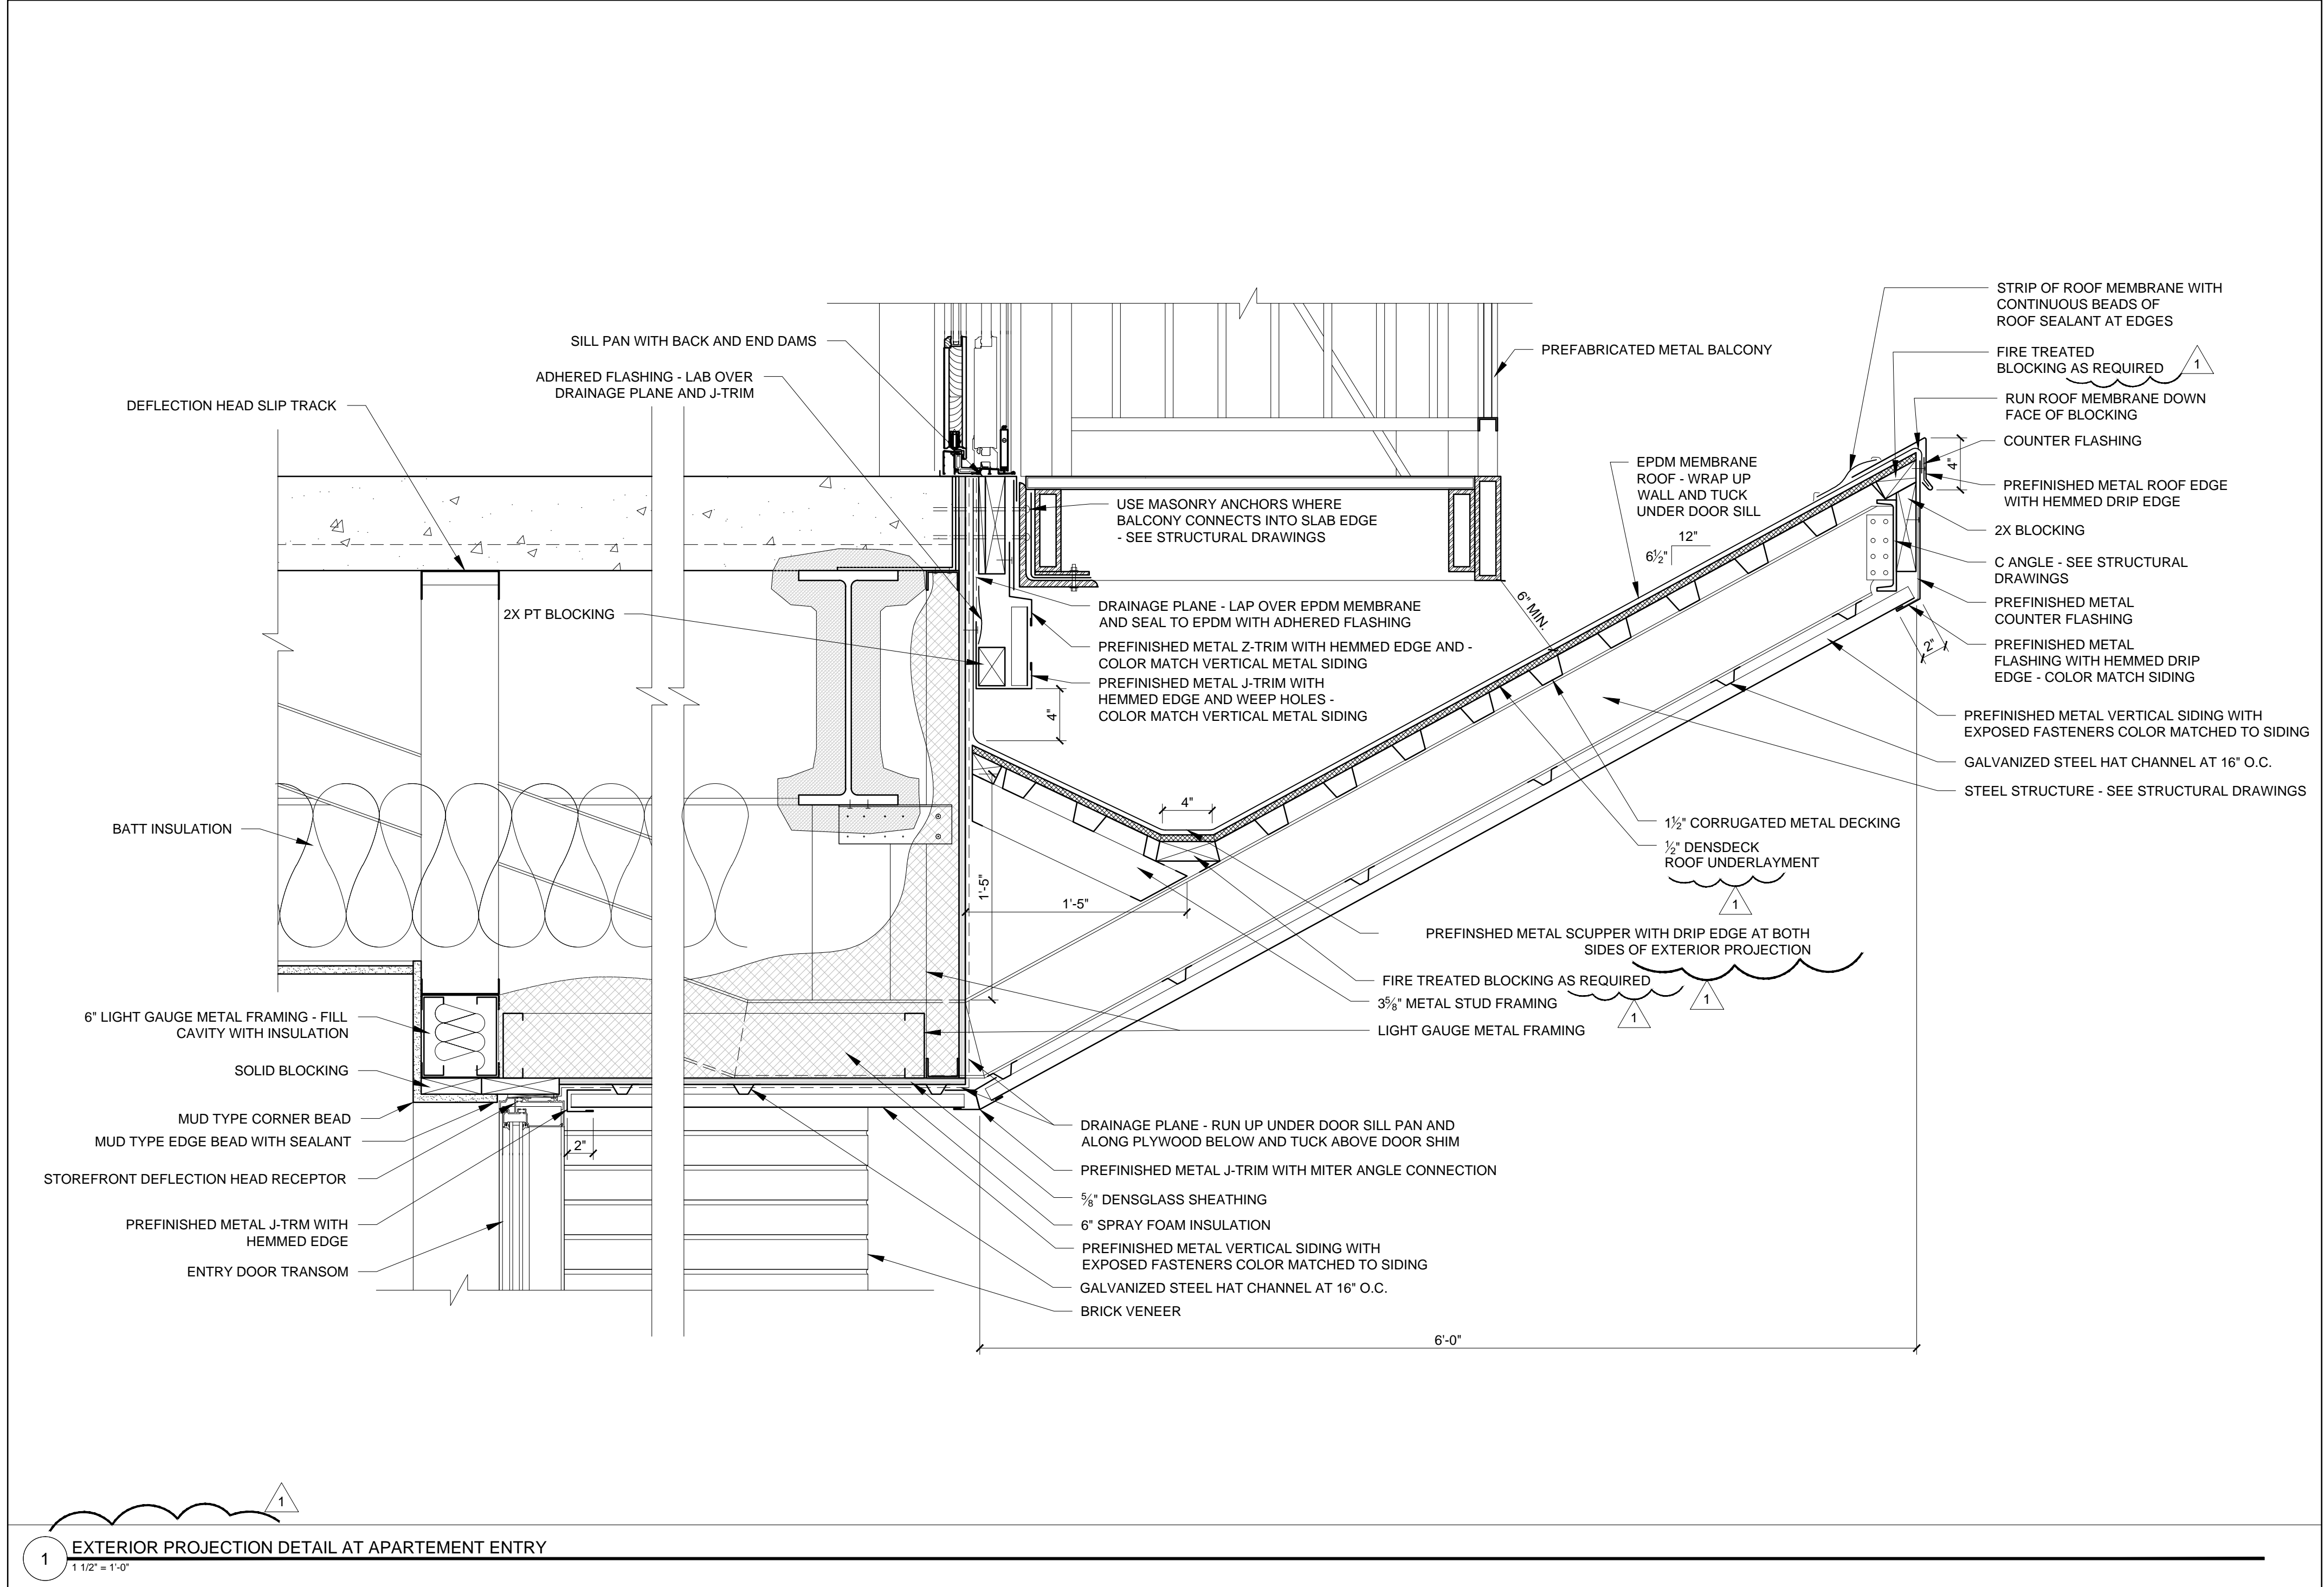 SILL PAN WITH BACK AND END DAMS
ADHERED FLASHING - LAB OVER
DRAINAGE PLANE AND J-TRIM
DEFLECTION HEAD SLIP TRACK
2X PT BLOCKING
BATT INSULATION
6" LIGHT GAUGE METAL FRAMING - FILL
CAVITY WITH INSULATION
SOLID BLOCKING
MUD TYPE CORNER BEAD
MUD TYPE EDGE BEAD WITH SEALANT
STOREFRONT DEFLECTION HEAD RECEPTOR
PREFINISHED METAL J-TRM WITH
HEMMED EDGE
ENTRY DOOR TRANSOM
2"
PREFABRICATED METAL BALCONY
USE MASONRY ANCHORS WHERE
BALCONY CONNECTS INTO SLAB EDGE
- SEE STRUCTURAL DRAWINGS
EPDM MEMBRANE
ROOF - WRAP UP
WALL AND TUCK
UNDER DOOR SILL
12"
6½"
6" MIN.
DRAINAGE PLANE - LAP OVER EPDM MEMBRANE
AND SEAL TO EPDM WITH ADHERED FLASHING
PREFINISHED METAL Z-TRIM WITH HEMMED EDGE AND -
COLOR MATCH VERTICAL METAL SIDING
PREFINISHED METAL J-TRIM WITH
HEMMED EDGE AND WEEP HOLES -
COLOR MATCH VERTICAL METAL SIDING
4"
4"
1'-5"
1'-5"
STRIP OF ROOF MEMBRANE WITH
CONTINUOUS BEADS OF
ROOF SEALANT AT EDGES
FIRE TREATED
BLOCKING AS REQUIRED
1
RUN ROOF MEMBRANE DOWN
FACE OF BLOCKING
COUNTER FLASHING
4"
PREFINISHED METAL ROOF EDGE
WITH HEMMED DRIP EDGE
2X BLOCKING
C ANGLE - SEE STRUCTURAL
DRAWINGS
PREFINISHED METAL
COUNTER FLASHING
2"
PREFINISHED METAL
FLASHING WITH HEMMED DRIP
EDGE - COLOR MATCH SIDING
PREFINISHED METAL VERTICAL SIDING WITH
EXPOSED FASTENERS COLOR MATCHED TO SIDING
GALVANIZED STEEL HAT CHANNEL AT 16" O.C.
STEEL STRUCTURE - SEE STRUCTURAL DRAWINGS
1½" CORRUGATED METAL DECKING
½" DENSDECK
ROOF UNDERLAYMENT
1
PREFINSHED METAL SCUPPER WITH DRIP EDGE AT BOTH
SIDES OF EXTERIOR PROJECTION
1
FIRE TREATED BLOCKING AS REQUIRED
1
3⅝" METAL STUD FRAMING
LIGHT GAUGE METAL FRAMING
DRAINAGE PLANE - RUN UP UNDER DOOR SILL PAN AND
ALONG PLYWOOD BELOW AND TUCK ABOVE DOOR SHIM
PREFINISHED METAL J-TRIM WITH MITER ANGLE CONNECTION
⅝" DENSGLASS SHEATHING
6" SPRAY FOAM INSULATION
PREFINISHED METAL VERTICAL SIDING WITH
EXPOSED FASTENERS COLOR MATCHED TO SIDING
GALVANIZED STEEL HAT CHANNEL AT 16" O.C.
BRICK VENEER
6'-0"
1
1
EXTERIOR PROJECTION DETAIL AT APARTEMENT ENTRY
1 1/2" = 1'-0"